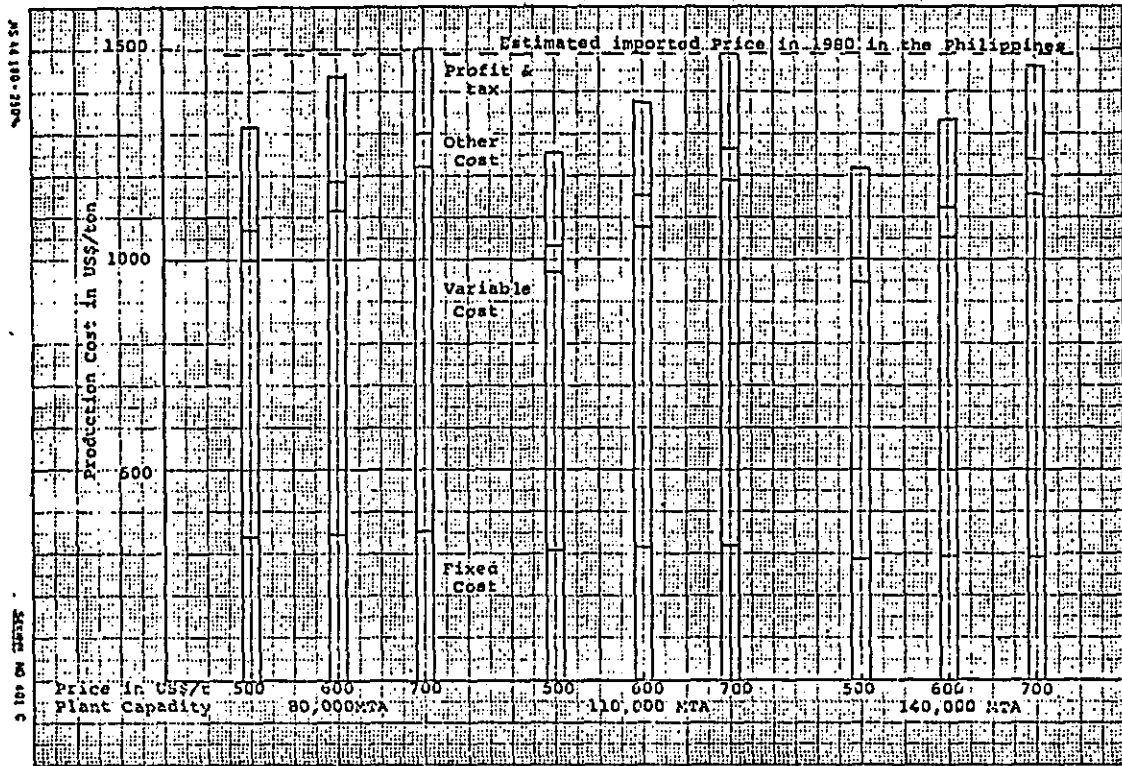 1500
Estimated imported Price in 1980 in the Philippines
Profit &
tax
Other
Cost
Production Cost in US$/ton
1000
Variable
Cost
500
Fixed
Cost
Price in US$/t 500 600 700 500 600 700 500 600 700
Plant Capadity 80,000MTA 110,000 MTA 140,000 MTA